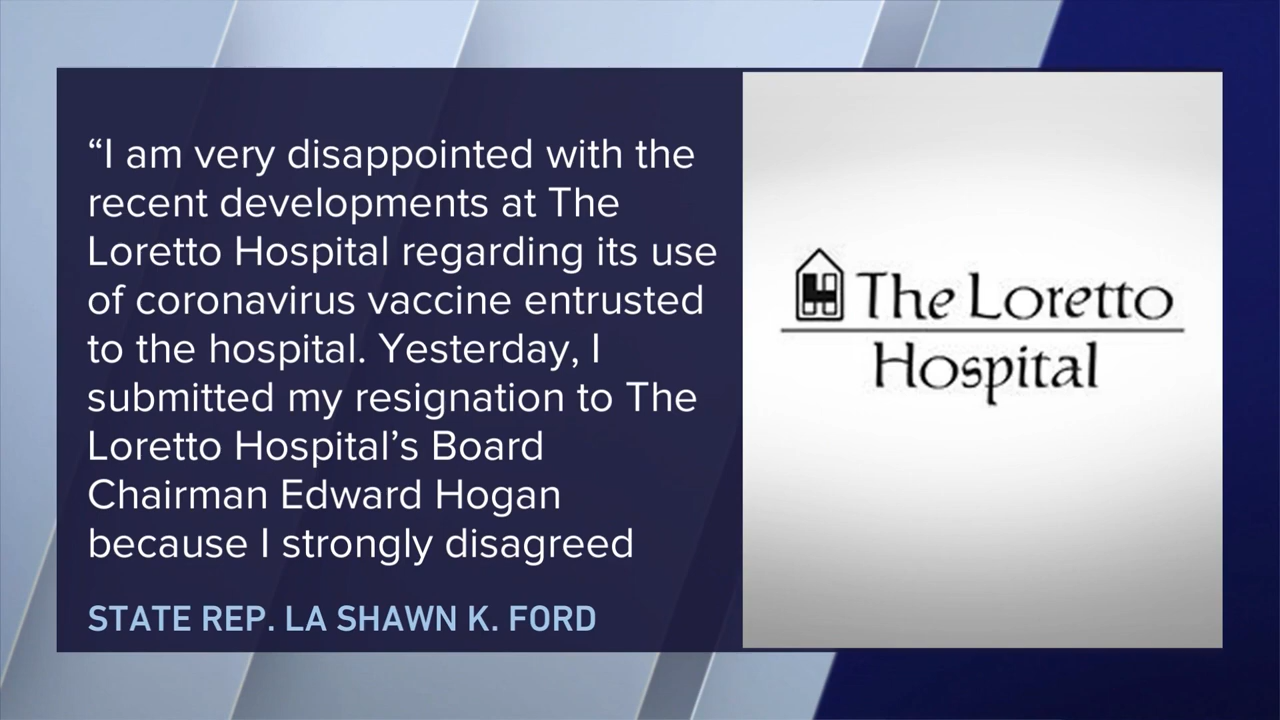 “I am very disappointed with the
recent developments at The
Loretto Hospital regarding its use
of coronavirus vaccine entrusted
to the hospital. Yesterday, I
submitted my resignation to The
Loretto Hospital’s Board
Chairman Edward Hogan
because I strongly disagreed
STATE REP. LA SHAWN K. FORD
The Loretto
Hospital